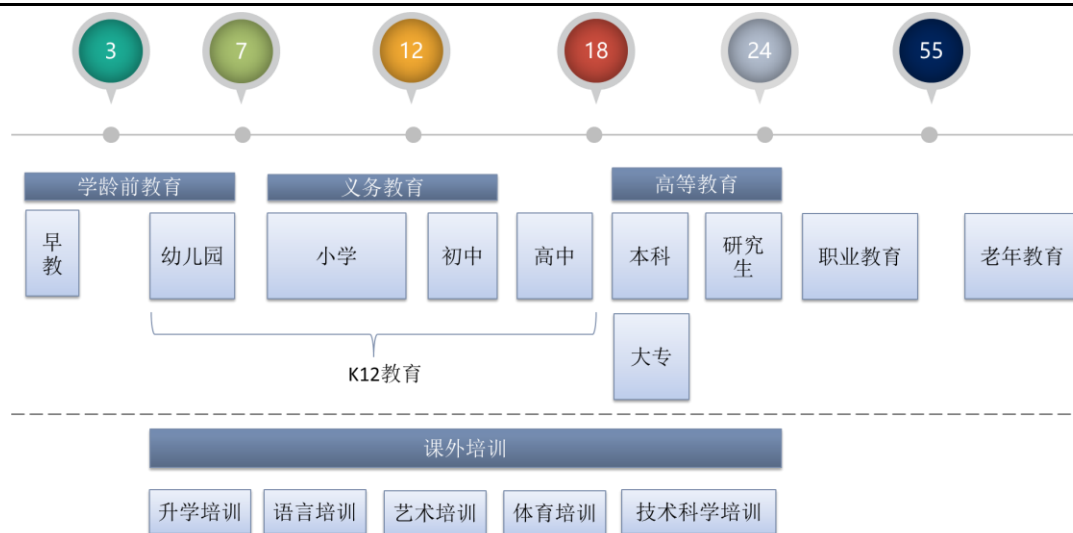 3
7
12
18
24
55
学龄前教育
义务教育
高等教育
早
教
幼儿园
小学
初中
高中
本科
研究
生
职业教育
老年教育
大专
K12教育
课外培训
升学培训
语言培训
艺术培训
体育培训
技术科学培训